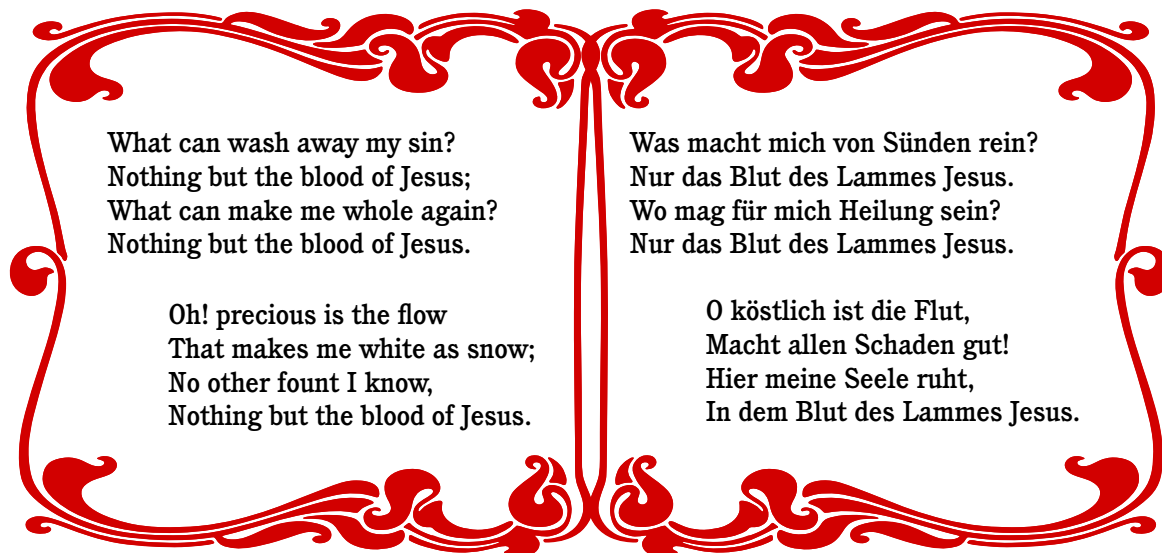 What can wash away my sin?
Nothing but the blood of Jesus;
What can make me whole again?
Nothing but the blood of Jesus.
Oh! precious is the flow
That makes me white as snow;
No other fount I know,
Nothing but the blood of Jesus.
Was macht mich von Sünden rein?
Nur das Blut des Lammes Jesus.
Wo mag für mich Heilung sein?
Nur das Blut des Lammes Jesus.
O köstlich ist die Flut,
Macht allen Schaden gut!
Hier meine Seele ruht,
In dem Blut des Lammes Jesus.